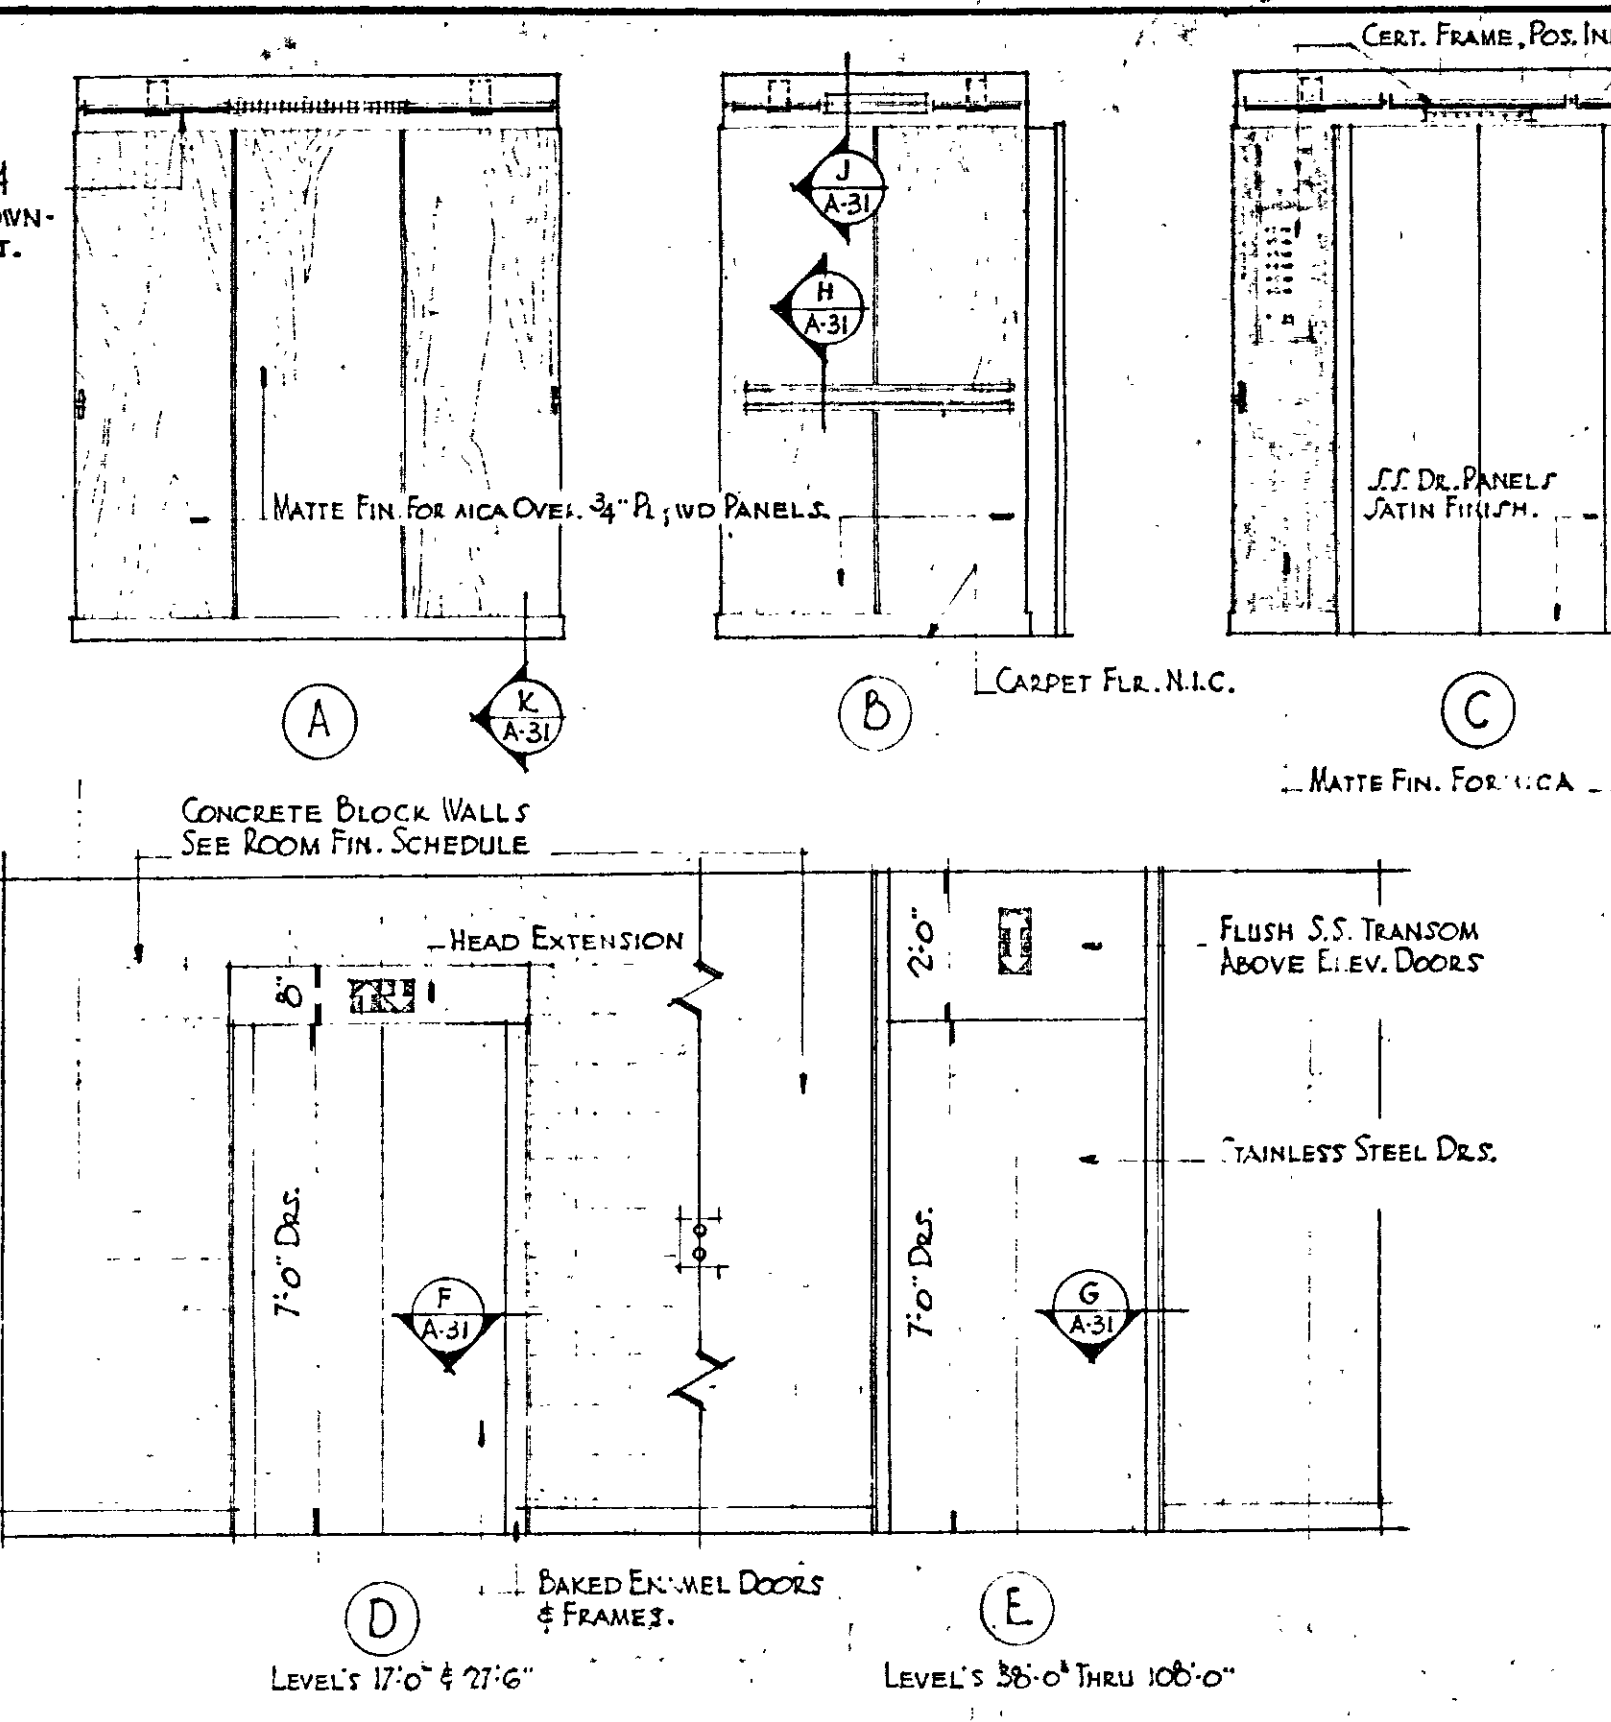 CERT. FRAME, POS. IN
T.
MATTE FIN. FORMICA OVER 3/4" PLYWD PANELS.
S.S. DR. PANELS
SATIN FINISH.
J
A-31
H
A-31
CARPET FLR. N.I.C.
A
K
A-31
B
C
MATTE FIN. FORMICA
CONCRETE BLOCK WALLS
SEE ROOM FIN. SCHEDULE
HEAD EXTENSION
8"
2'-0"
FLUSH S.S. TRANSOM
ABOVE ELEV. DOORS
STAINLESS STEEL DRS.
7'-0" DRS.
7'-0" DRS.
F
A-31
G
A-31
BAKED ENAMEL DOORS
& FRAMES.
D
E
LEVEL'S 17'-0" & 27'-6"
LEVEL'S 38'-0" THRU 108'-0"